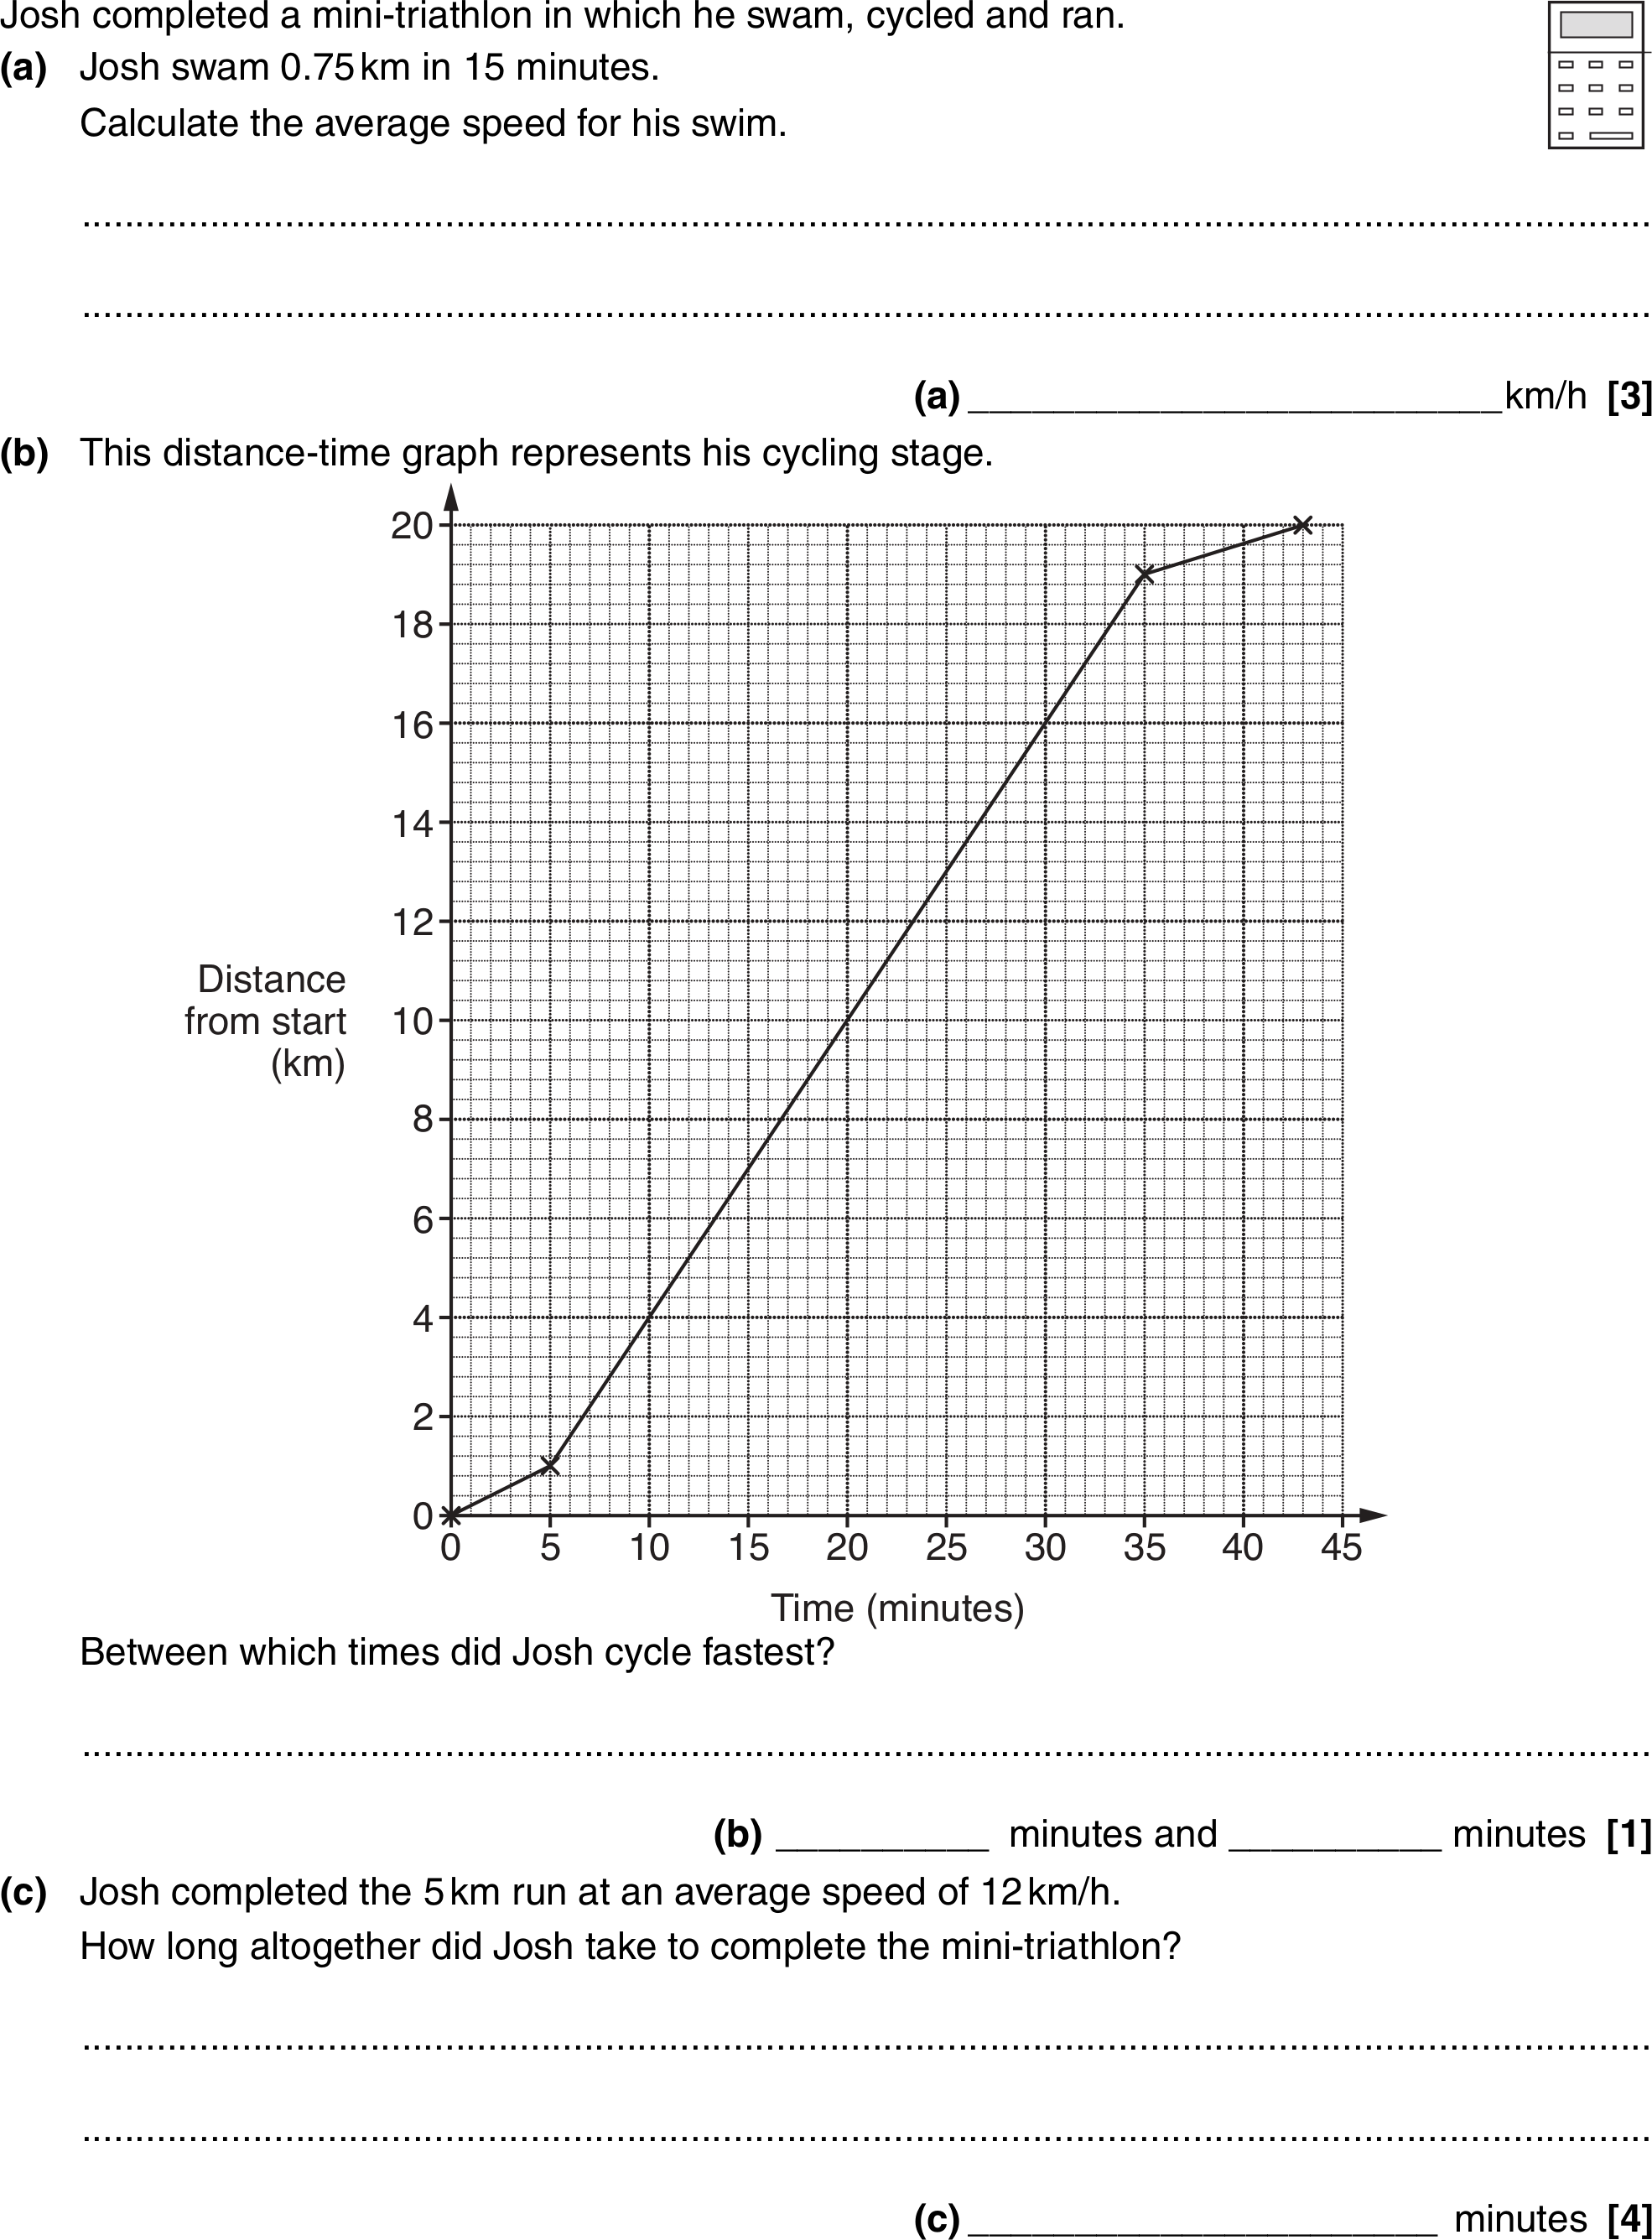 Josh completed a mini-triathlon in which he swam, cycled and ran.
(a) Josh swam 0.75 km in 15 minutes.
Calculate the average speed for his swim.
(a) ______________________ km/h [3]
(b) This distance-time graph represents his cycling stage.
20
18
16
14
12
Distance
from start
(km)
10
8
6
4
2
0
0 5 10 15 20 25 30 35 40 45
Time (minutes)
Between which times did Josh cycle fastest?
(b) __________ minutes and __________ minutes [1]
(c) Josh completed the 5 km run at an average speed of 12 km/h.
How long altogether did Josh take to complete the mini-triathlon?
(c) ______________________ minutes [4]